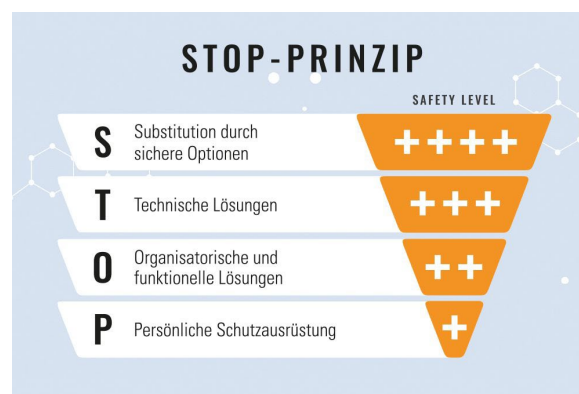 STOP-PRINZIP
SAFETY LEVEL
S
Substitution durch
sichere Optionen
++++
T
Technische Lösungen
+++
O
Organisatorische und
funktionelle Lösungen
++
P
Persönliche Schutzausrüstung
+